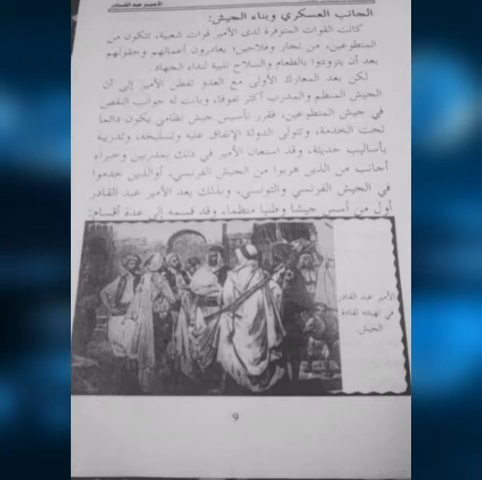 الأمير عبد القادر
الجانب العسكري وبناء الجيش:
كانت القوات المتوفرة لدى الأمير قوات شعبية، تتكون من
المتطوعين، من تجار وفلاحين؛ يغادرون أعمالهم وحقولهم
بعد أن يتزودوا بالطعام والسلاح تلبية لنداء الجهاد.
لكن بعد المعارك الأولى مع العدو تفطن الأمير إلى أن
الجيش المنظم والمدرب أكثر تفوقا، وبانت له جوانب النقص
في جيش المتطوعين، فقرر تأسيس جيش نظامي يكون دائما
تحت الخدمة، وتتولى الدولة الإنفاق عليه وتسليحه، وتدريبه
بأساليب حديثة، وقد استعان الأمير في ذلك بمدربين وخبراء
أجانب من الذين هربوا من الجيش الفرنسي، أوالذين خدموا
في الجيش الفرنسي والتونسي، وبذلك يعد الأمير عبد القادر
أول من أسس جيشا وطنيا منظما، وقد قسمه إلى عدة أقسام:
الأمير عبد القادر
في تهيئته لقادة
الجيش.
9